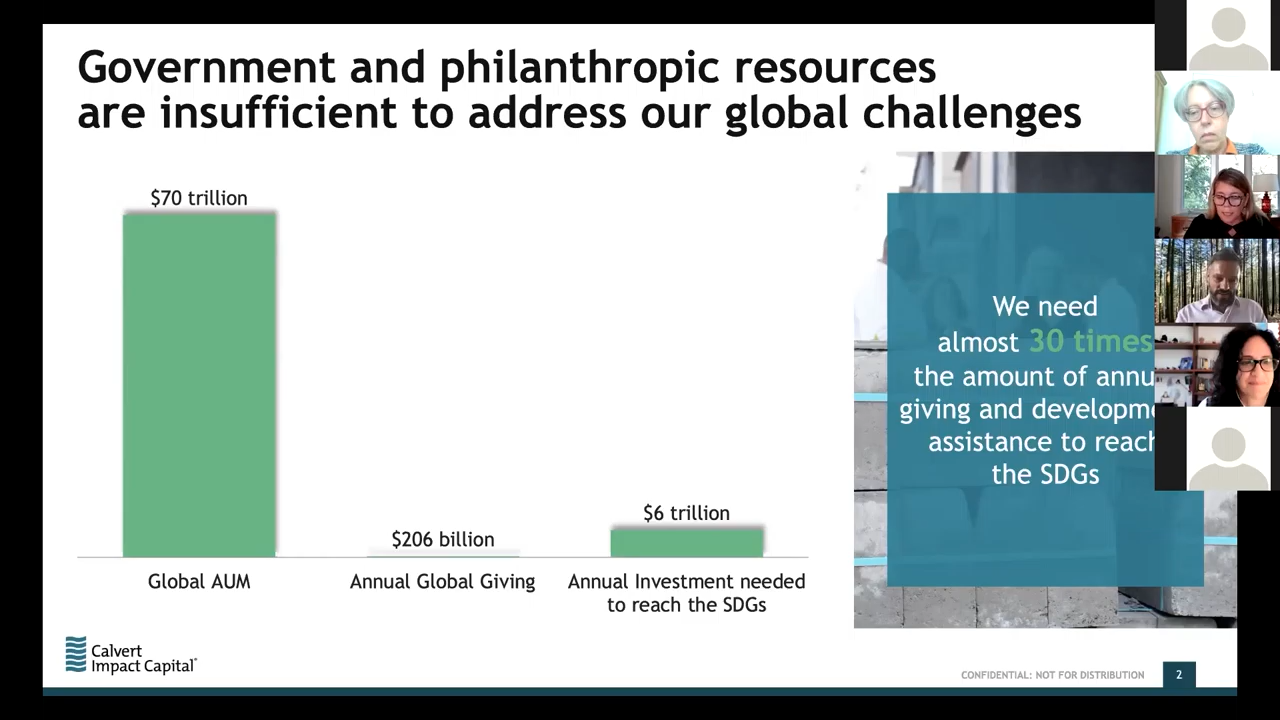 Government and philanthropic resources
are insufficient to address our global challenges
$70 trillion
$206 billion
$6 trillion
Global AUM
Annual Global Giving
Annual Investment needed
to reach the SDGs
We need
almost 30 times
the amount of annu
giving and developm
assistance to reach
the SDGs
Calvert
Impact Capital®
CONFIDENTIAL: NOT FOR DISTRIBUTION
2